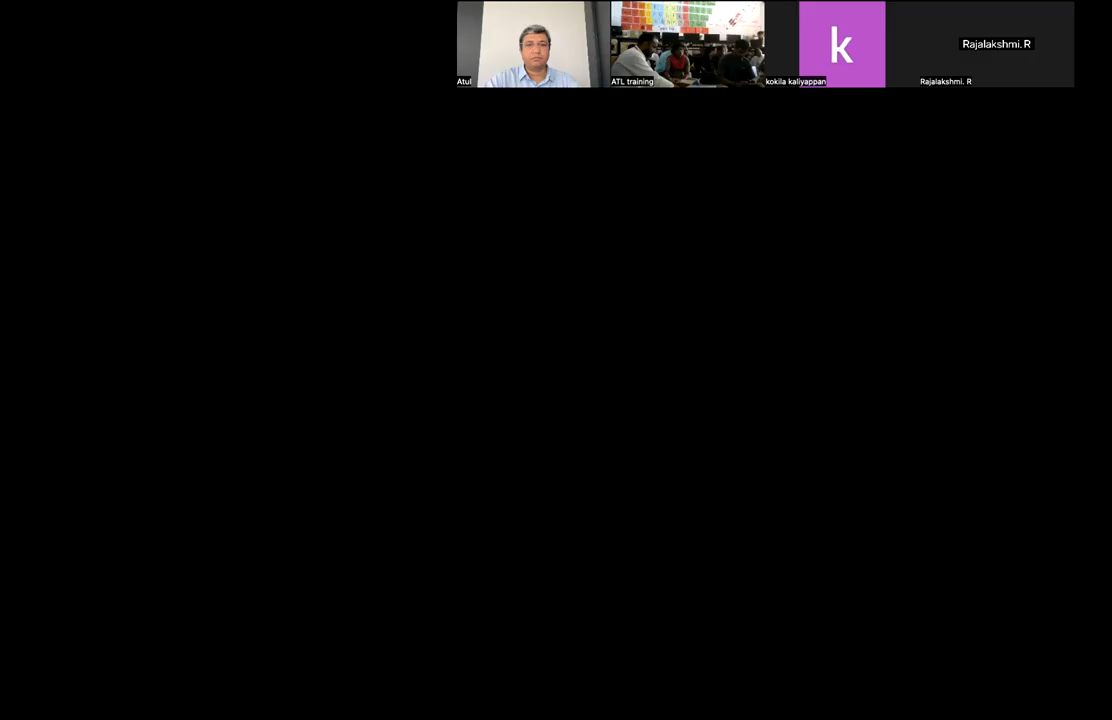 Atul
ATL training
k
kokila kaliyappan
Rajalakshmi. R
Rajalakshmi. R